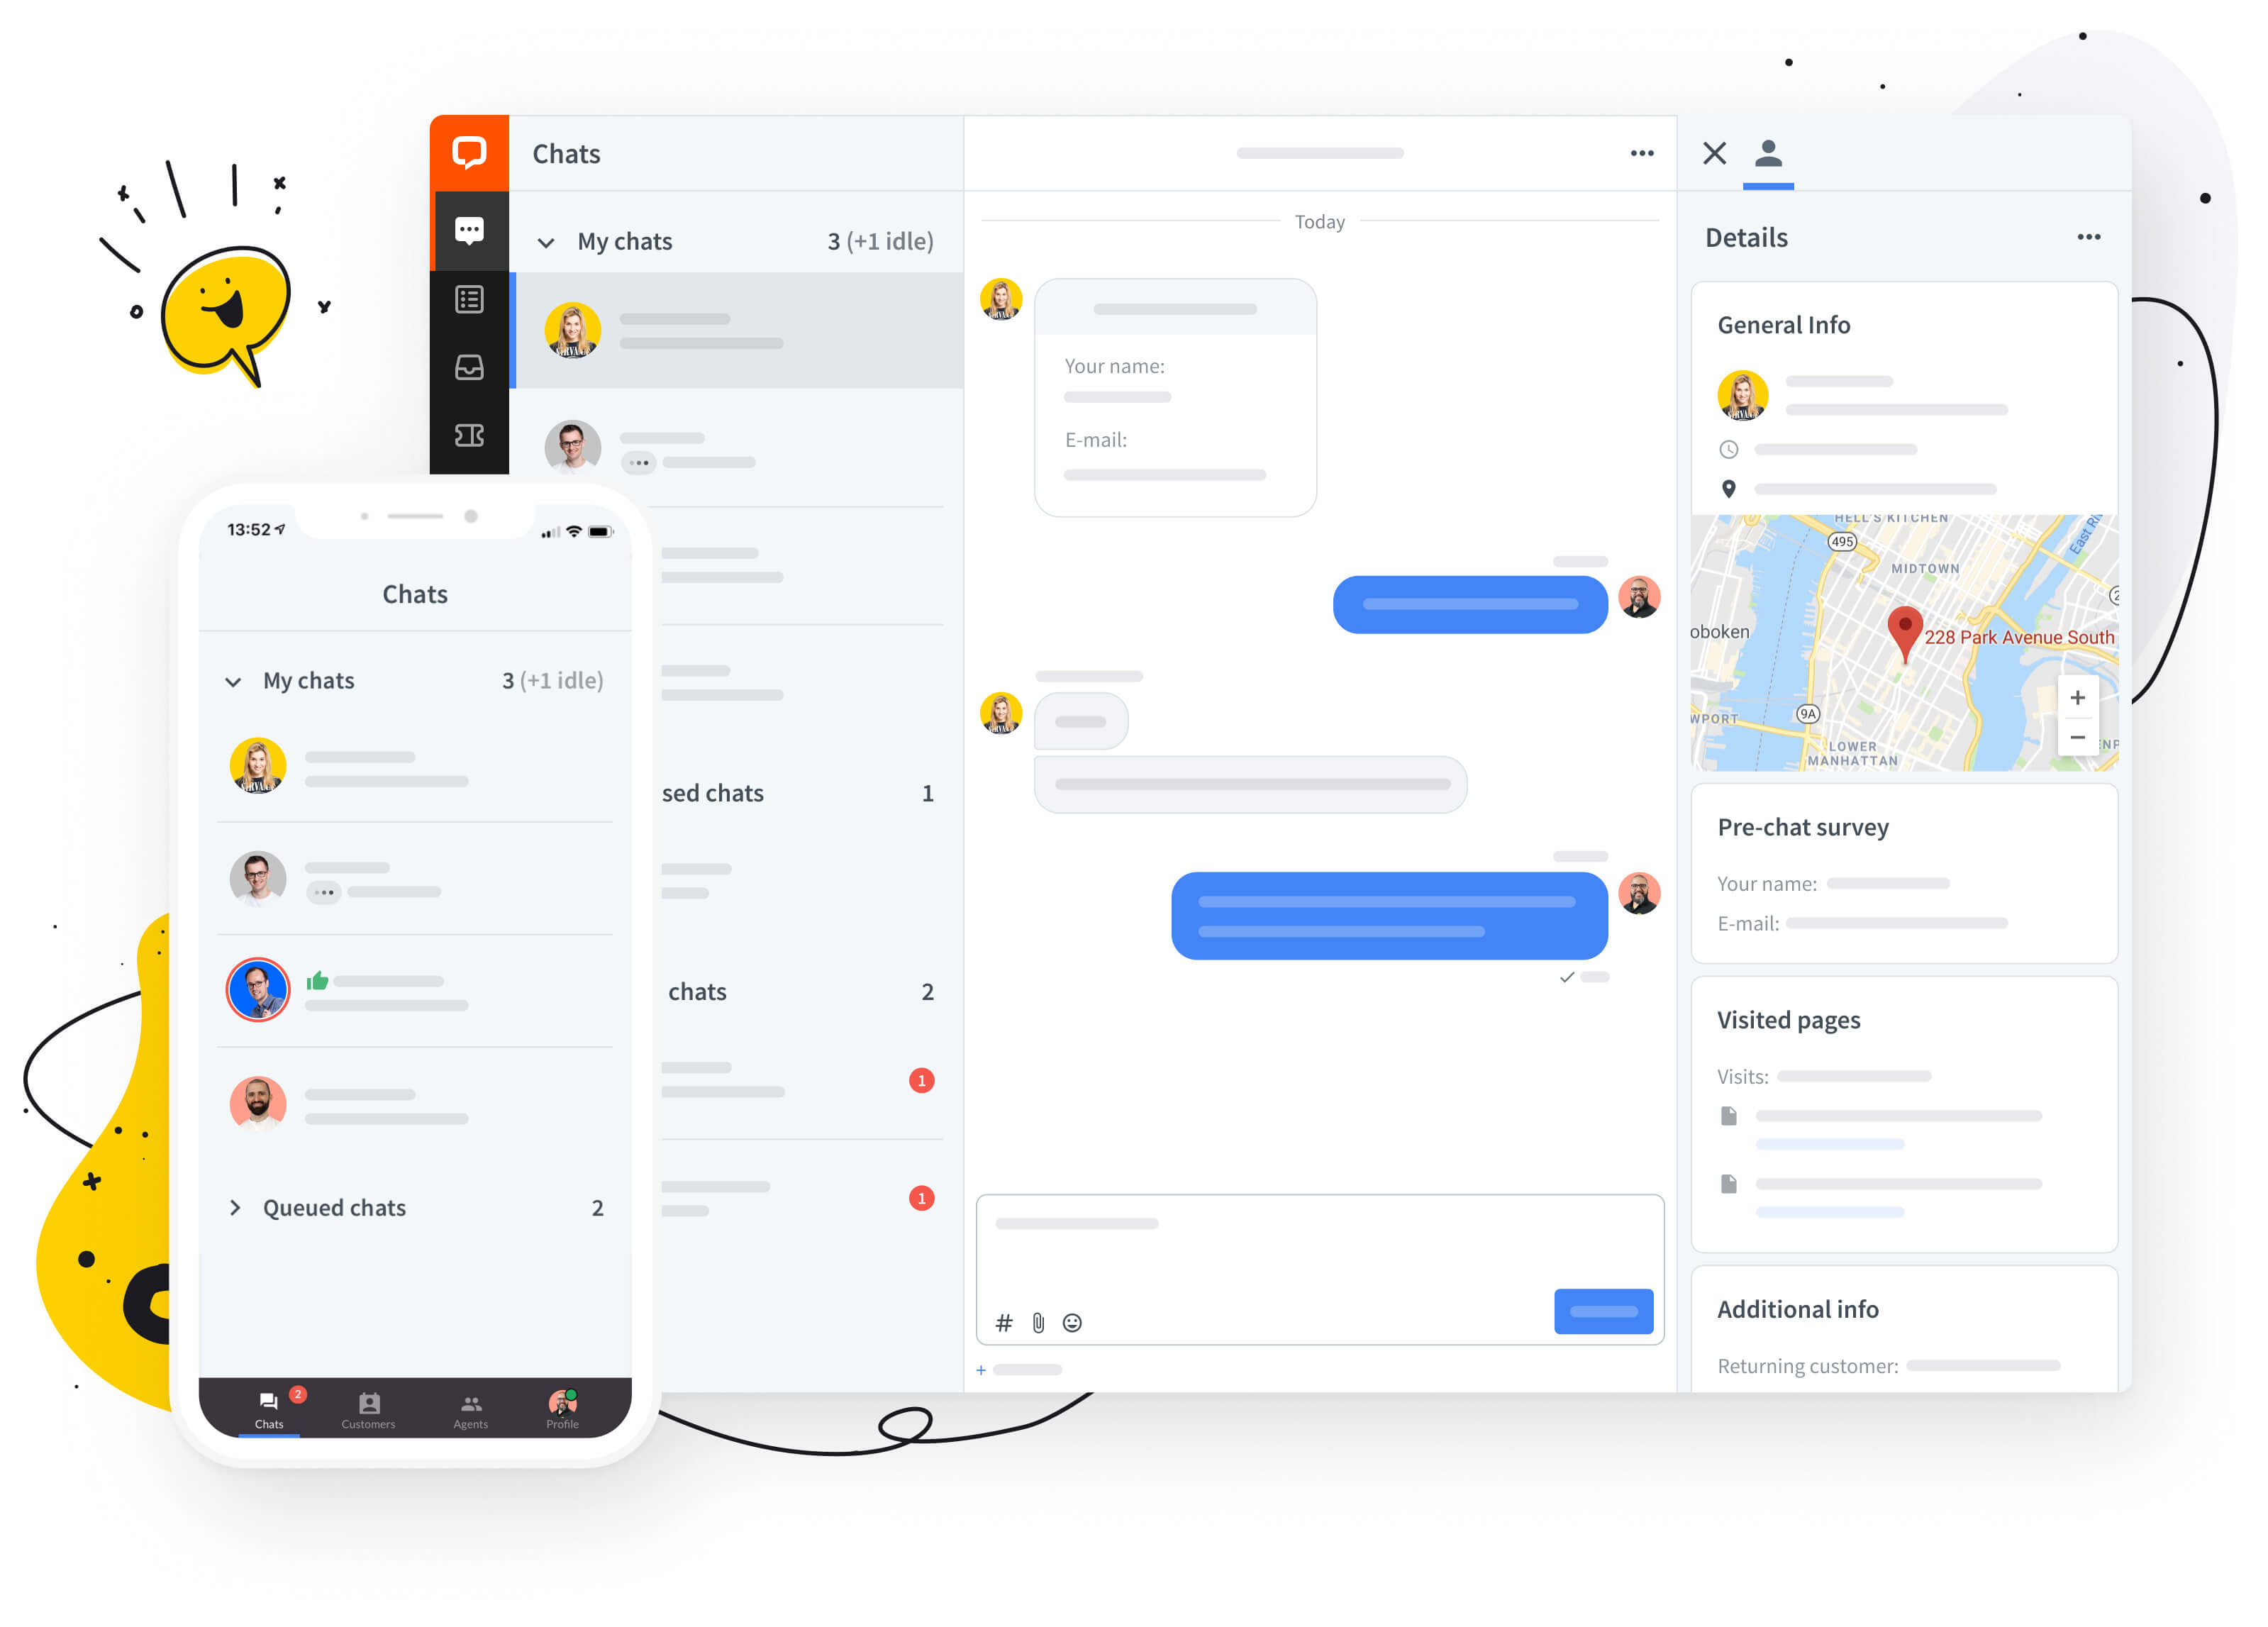 Chats
My chats
3 (+1 idle)
sed chats
1
chats
2
1
1
Today
Your name:
E-mail:
#
+
Details
General Info
HELL'S KITCHEN
495
MIDTOWN
East Ri
oboken
228 Park Avenue South
9A
WPORT
LOWER
MANHATTAN
ENP
+
−
Pre-chat survey
Your name:
E-mail:
Visited pages
Visits:
Additional info
Returning customer:
13:52
Chats
My chats
3 (+1 idle)
Queued chats
2
2
Chats
Customers
Agents
Profile